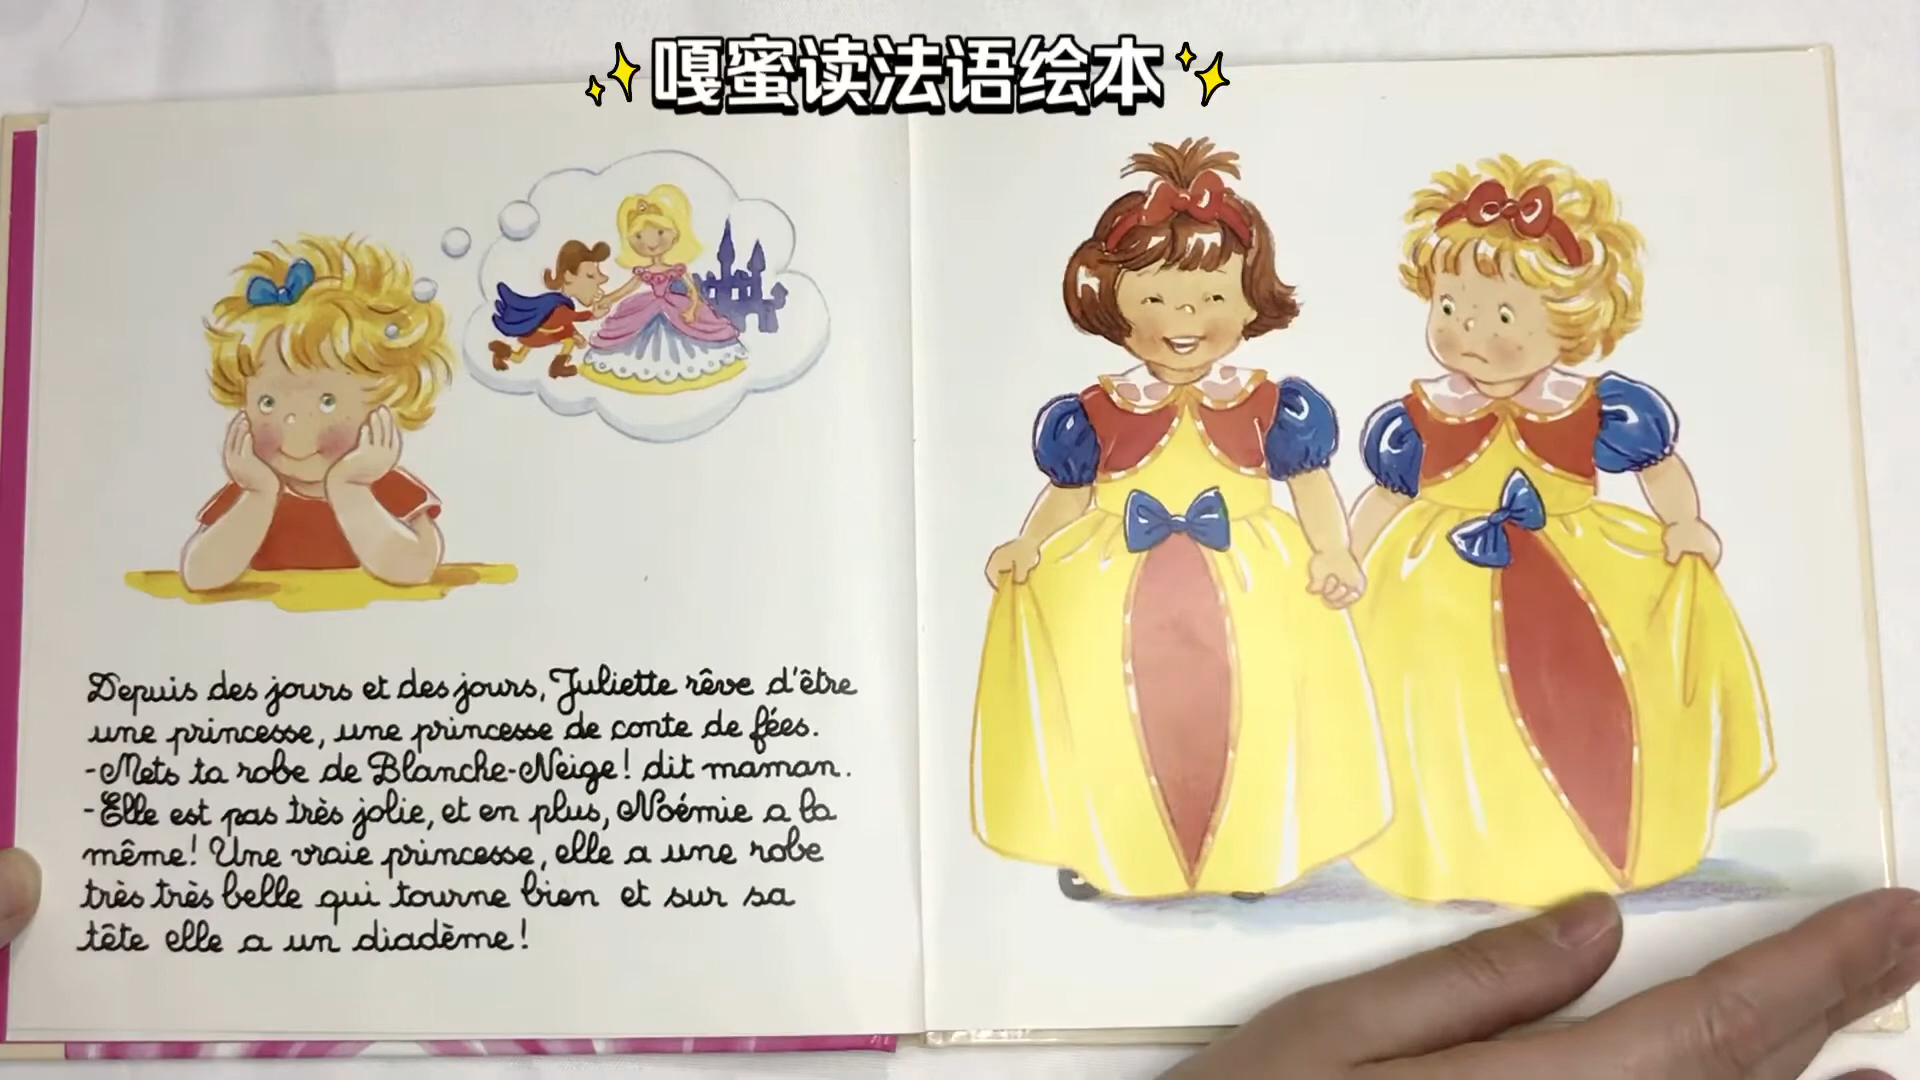 嘎蜜读法语绘本
Depuis des jours et des jours, Juliette rêve d'être
une princesse, une princesse de conte de fées.
-Mets ta robe de Blanche-Neige! dit maman.
-Elle est pas très jolie, et en plus, Noémie a la
même! Une vraie princesse, elle a une robe
très très belle qui tourne bien et sur sa
tête elle a un diadème!